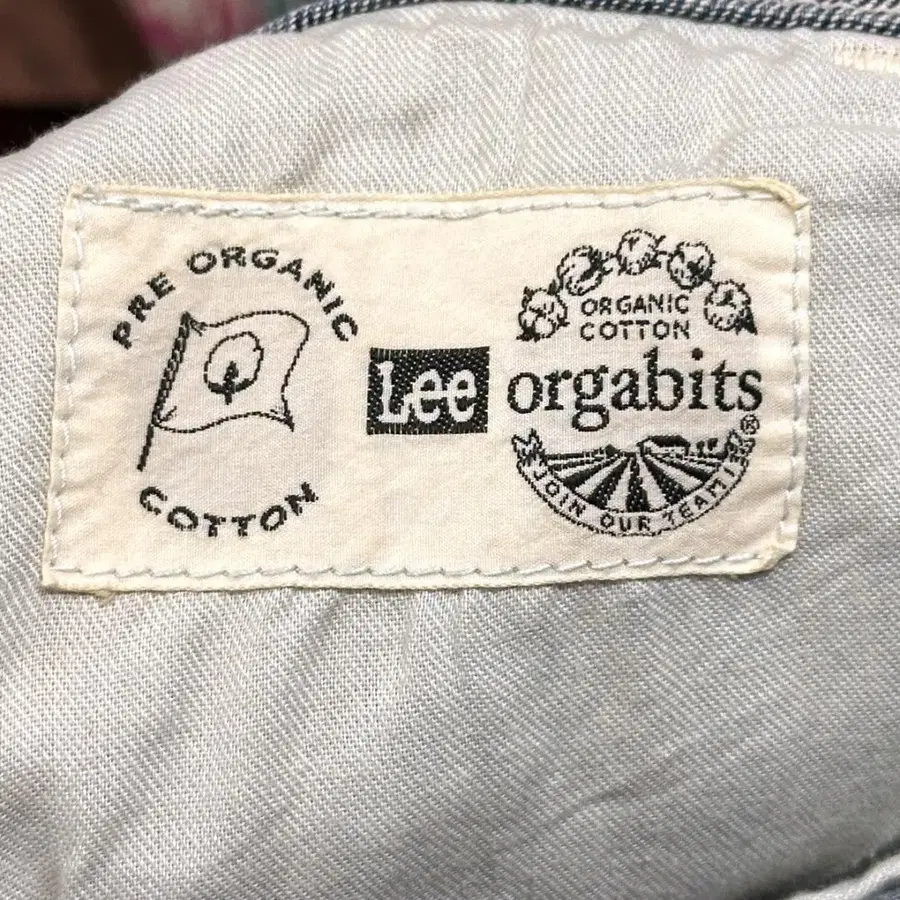 PRE ORGANIC
COTTON
Lee
ORGANIC
COTTON
orgabits
®
JOIN OUR TEAM!